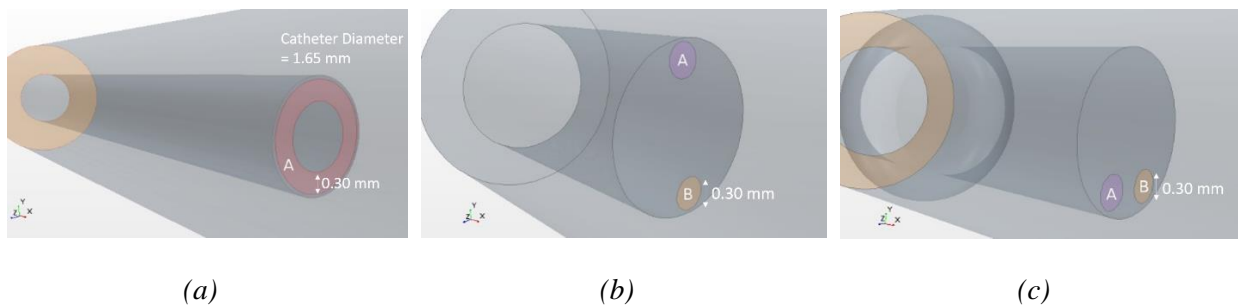 Catheter Diameter
= 1.65 mm
A
0.30 mm
Y
Z X
(a)
A
B
0.30 mm
Y
Z X
(b)
A
B
0.30 mm
Y
Z X
(c)